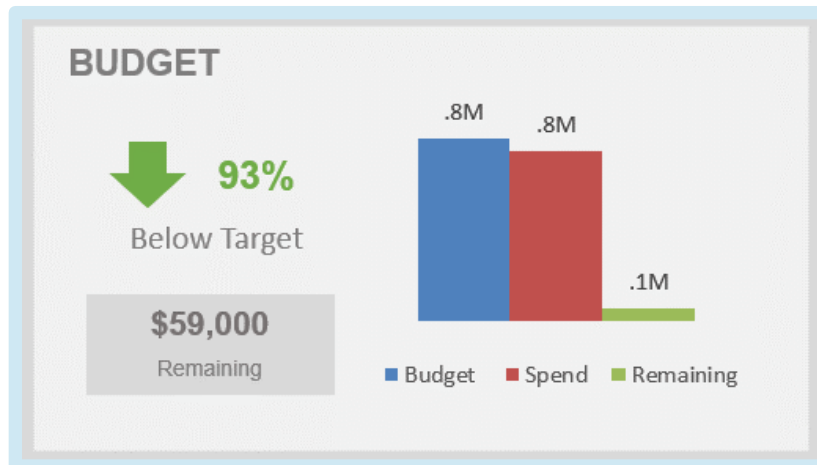 BUDGET
93%
Below Target
$59,000
Remaining
.8M
.8M
.1M
Budget Spend Remaining